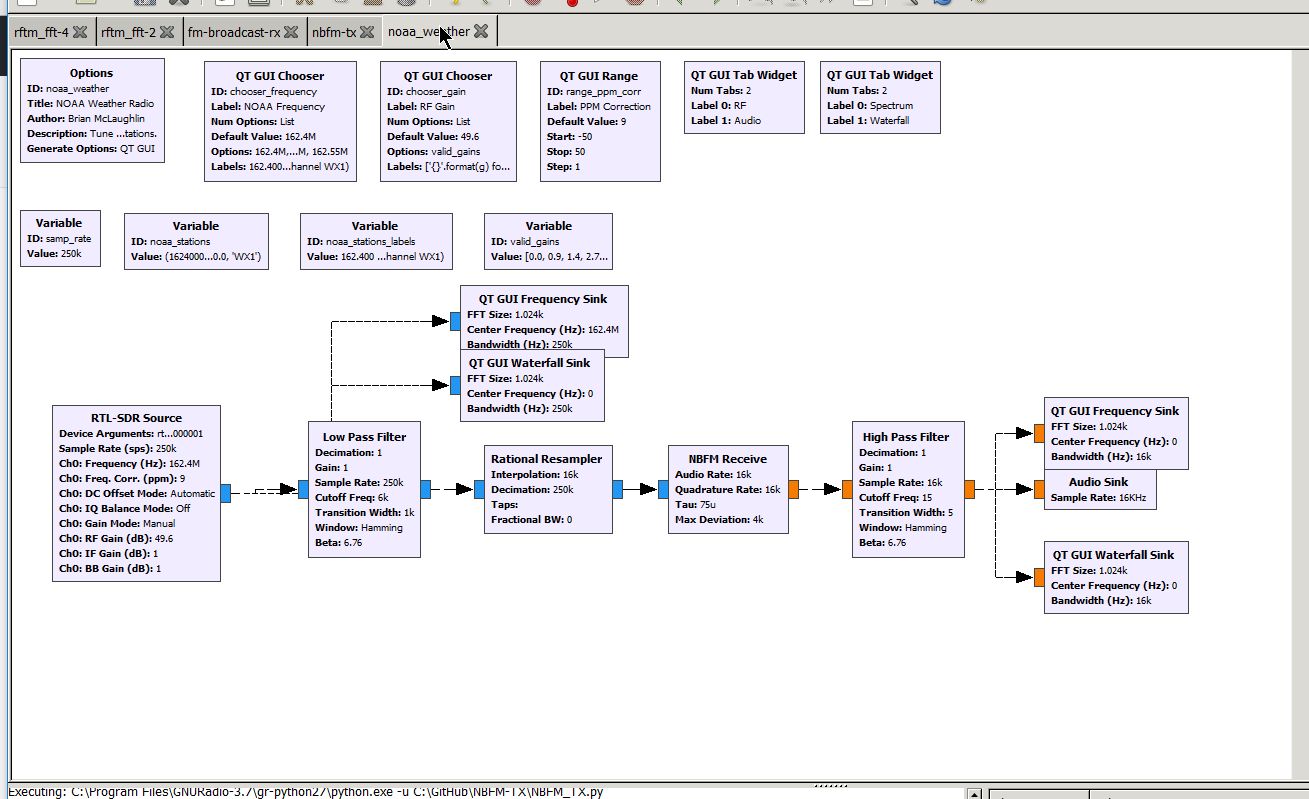 rftm_fft-4
rftm_fft-2
fm-broadcast-rx
nbfm-tx
noaa_weather
Options
ID: noaa_weather
Title: NOAA Weather Radio
Author: Brian McLaughlin
Description: Tune ...tations.
Generate Options: QT GUI
QT GUI Chooser
ID: chooser_frequency
Label: NOAA Frequency
Num Options: List
Default Value: 162.4M
Options: 162.4M,...M, 162.55M
Labels: 162.400...hannel WX1)
QT GUI Chooser
ID: chooser_gain
Label: RF Gain
Num Options: List
Default Value: 49.6
Options: valid_gains
Labels: ['{}'.format(g) fo...
QT GUI Range
ID: range_ppm_corr
Label: PPM Correction
Default Value: 9
Start: -50
Stop: 50
Step: 1
QT GUI Tab Widget
Num Tabs: 2
Label 0: RF
Label 1: Audio
QT GUI Tab Widget
Num Tabs: 2
Label 0: Spectrum
Label 1: Waterfall
Variable
ID: samp_rate
Value: 250k
Variable
ID: noaa_stations
Value: (1624000...0.0, 'WX1')
Variable
ID: noaa_stations_labels
Value: 162.400 ...hannel WX1)
Variable
ID: valid_gains
Value: [0.0, 0.9, 1.4, 2.7...
QT GUI Frequency Sink
FFT Size: 1.024k
Center Frequency (Hz): 162.4M
Bandwidth (Hz): 250k
QT GUI Waterfall Sink
FFT Size: 1.024k
Center Frequency (Hz): 0
Bandwidth (Hz): 250k
RTL-SDR Source
Device Arguments: rt...000001
Sample Rate (sps): 250k
Ch0: Frequency (Hz): 162.4M
Ch0: Freq. Corr. (ppm): 9
Ch0: DC Offset Mode: Automatic
Ch0: IQ Balance Mode: Off
Ch0: Gain Mode: Manual
Ch0: RF Gain (dB): 49.6
Ch0: IF Gain (dB): 1
Ch0: BB Gain (dB): 1
Low Pass Filter
Decimation: 1
Gain: 1
Sample Rate: 250k
Cutoff Freq: 6k
Transition Width: 1k
Window: Hamming
Beta: 6.76
Rational Resampler
Interpolation: 16k
Decimation: 250k
Taps:
Fractional BW: 0
NBFM Receive
Audio Rate: 16k
Quadrature Rate: 16k
Tau: 75u
Max Deviation: 4k
High Pass Filter
Decimation: 1
Gain: 1
Sample Rate: 16k
Cutoff Freq: 15
Transition Width: 5
Window: Hamming
Beta: 6.76
QT GUI Frequency Sink
FFT Size: 1.024k
Center Frequency (Hz): 0
Bandwidth (Hz): 16k
Audio Sink
Sample Rate: 16KHz
QT GUI Waterfall Sink
FFT Size: 1.024k
Center Frequency (Hz): 0
Bandwidth (Hz): 16k
Executing: C:\Program Files\GNURadio-3.7\gr-python27\python.exe -u C:\GitHub\NBFM-TX\NBFM_TX.py